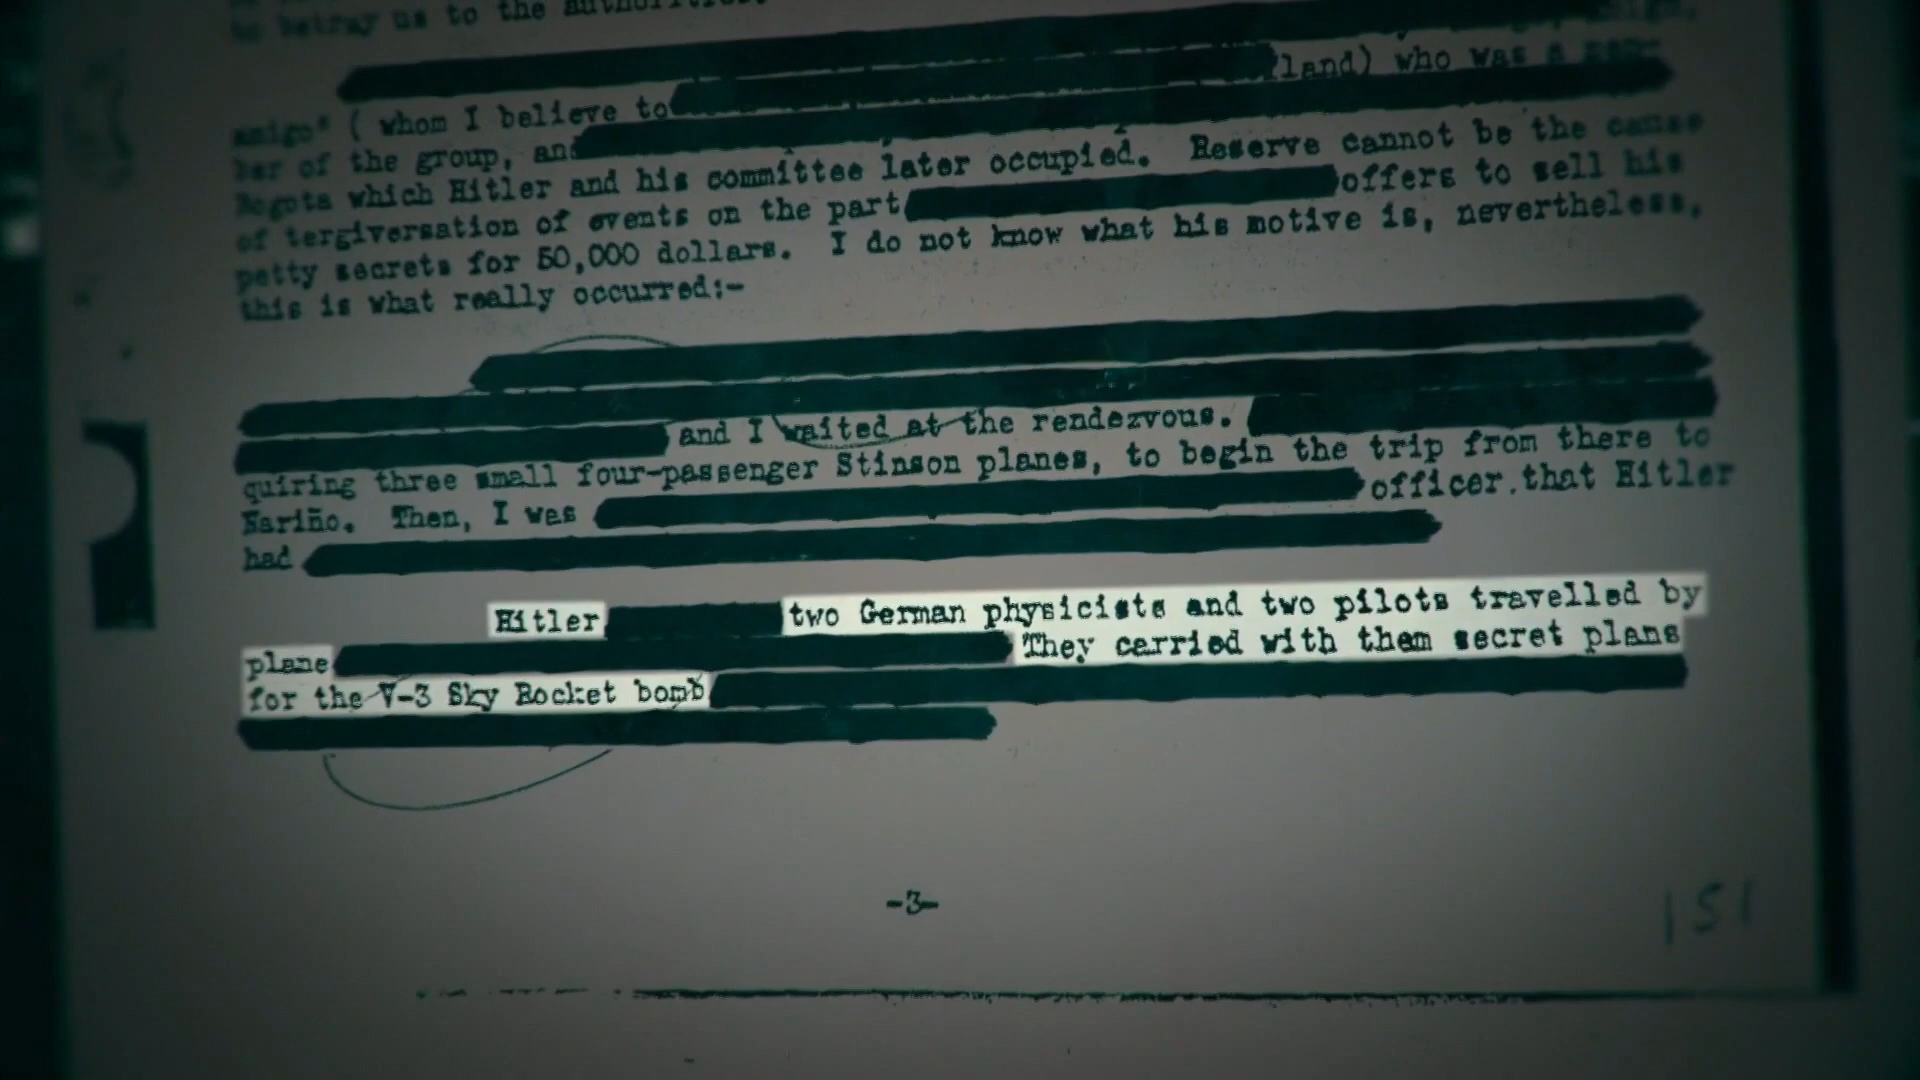 to betray us to the authorities.
land) who was a
amigo" ( whom I believe to
ber of the group, and
Bogota which Hitler and his committee later occupied. Reserve cannot be the cause
of tergiversation of events on the part offers to sell his
petty secrets for 50,000 dollars. I do not know what his motive is, nevertheless,
this is what really occurred:-
and I waited at the rendezvous.
quiring three small four-passenger Stinson planes, to begin the trip from there to
Nariño. Then, I was officer.that Hitler
had
Hitler two German physicists and two pilots travelled by
plane They carried with them secret plans
for the V-3 Sky Rocket bomb
-3-
151